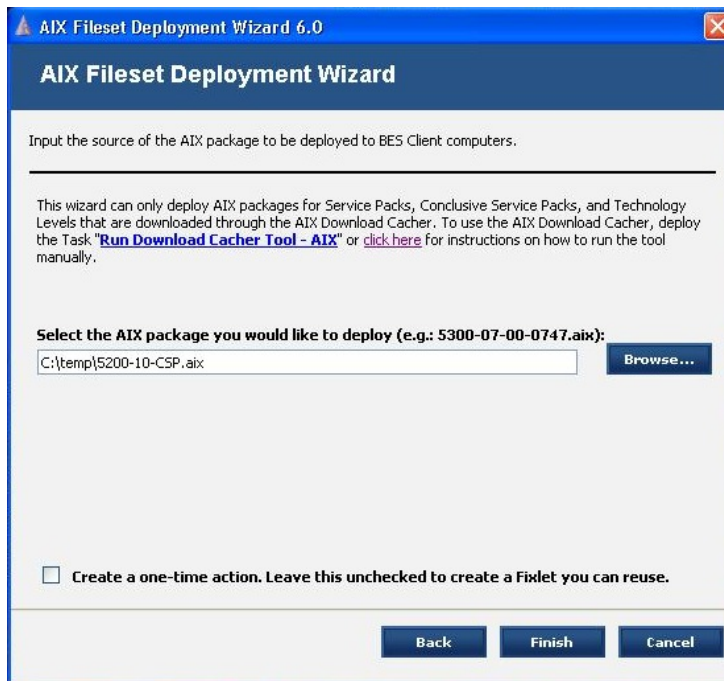 AIX Fileset Deployment Wizard 6.0
AIX Fileset Deployment Wizard
Input the source of the AIX package to be deployed to BES Client computers.
This wizard can only deploy AIX packages for Service Packs, Conclusive Service Packs, and Technology
Levels that are downloaded through the AIX Download Cacher. To use the AIX Download Cacher, deploy
the Task "Run Download Cacher Tool - AIX" or click here for instructions on how to run the tool
manually.
Select the AIX package you would like to deploy (e.g.: 5300-07-00-0747.aix):
C:\temp\5200-10-CSP.aix
Browse...
Create a one-time action. Leave this unchecked to create a Fixlet you can reuse.
Back
Finish
Cancel